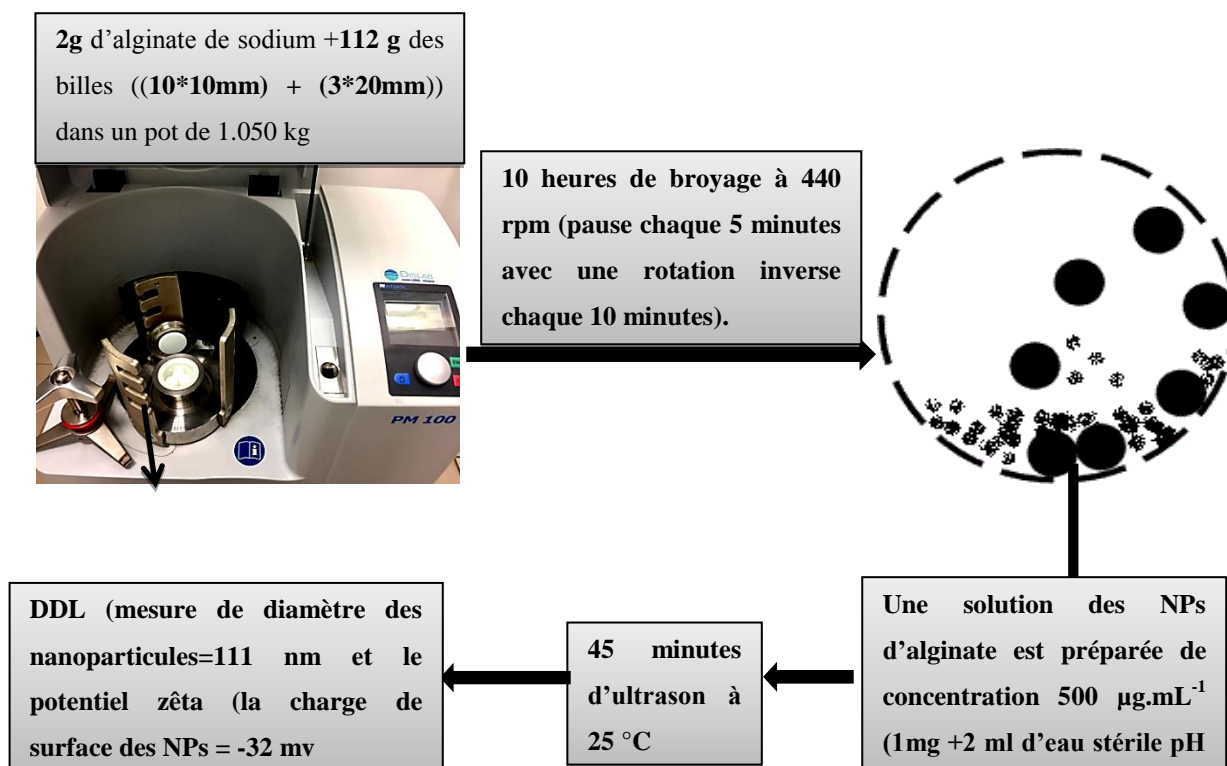 2g d’alginate de sodium +112 g des
billes ((10*10mm) + (3*20mm))
dans un pot de 1.050 kg
10 heures de broyage à 440
rpm (pause chaque 5 minutes
avec une rotation inverse
chaque 10 minutes).
DISLAB
PM 100
Une solution des NPs
d’alginate est préparée de
concentration 500 µg.mL⁻¹
(1mg +2 ml d’eau stérile pH
45 minutes
d’ultrason à
25 °C
DDL (mesure de diamètre des
nanoparticules=111 nm et le
potentiel zêta (la charge de
surface des NPs = -32 mv